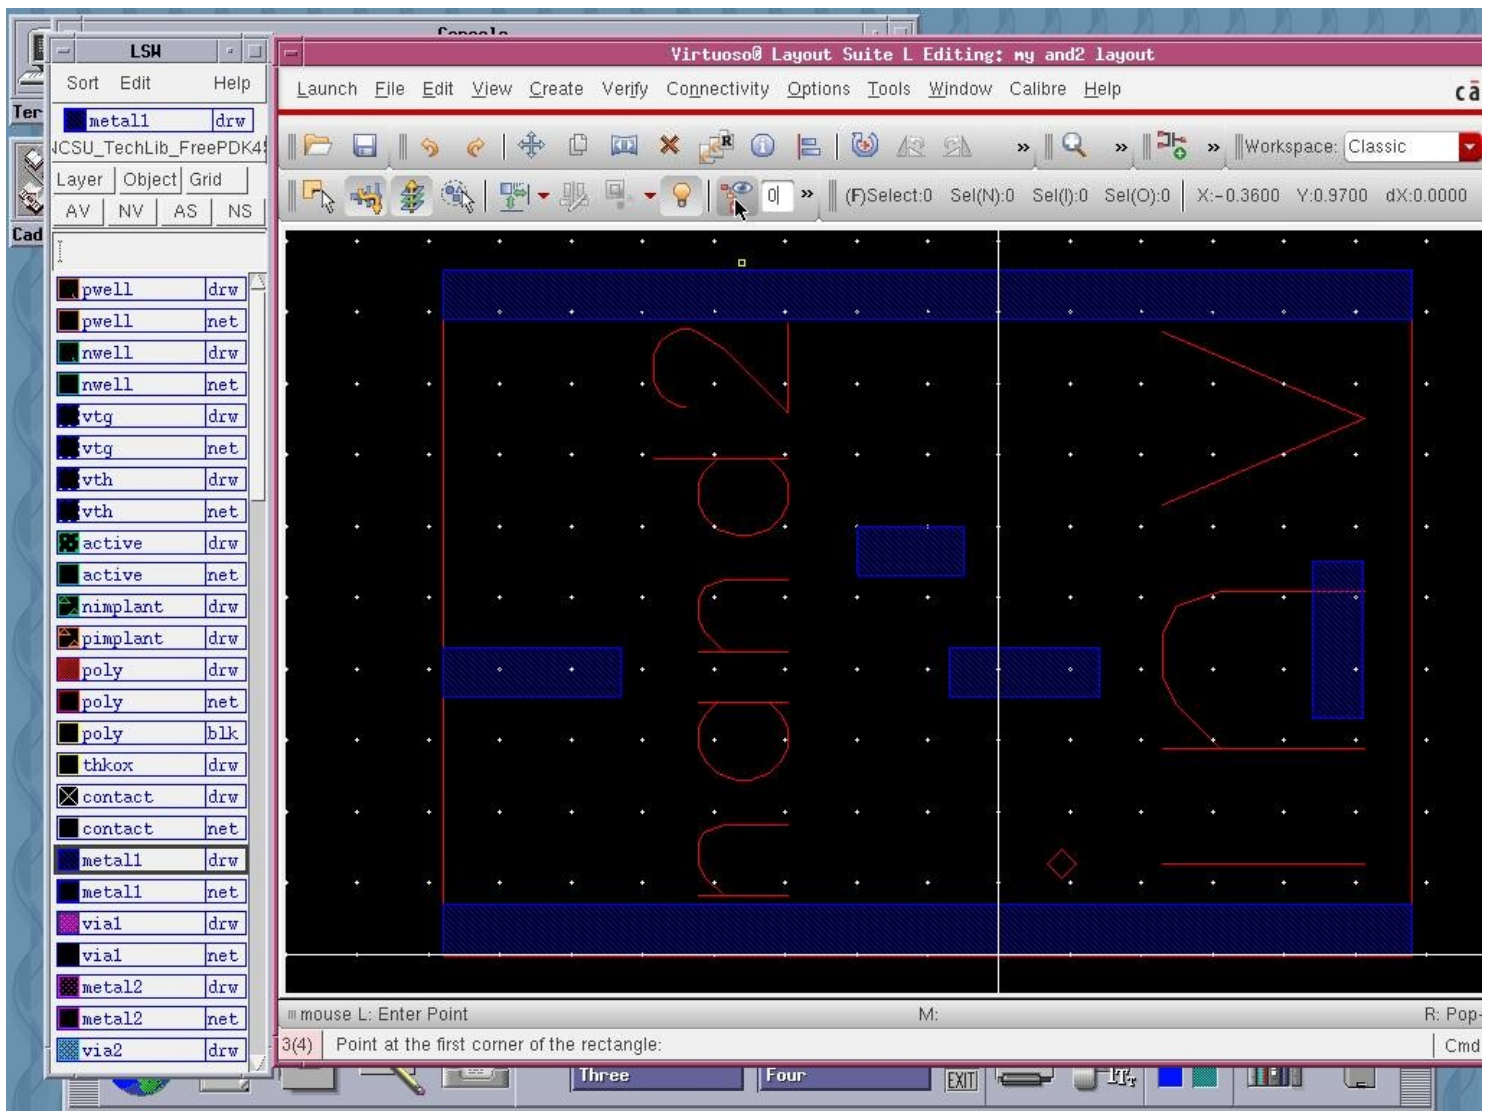 Console
LSW
Virtuoso® Layout Suite L Editing: my and2 layout
Sort Edit Help
Launch File Edit View Create Verify Connectivity Options Tools Window Calibre Help
cā
Ter
metal1 drw
NCSU_TechLib_FreePDK45
R
» » » Workspace: Classic
Layer Object Grid
AV NV AS NS
0 » (F)Select:0 Sel(N):0 Sel(I):0 Sel(O):0 X:-0.3600 Y:0.9700 dX:0.0000
Cad
pwell drw
pwell net
nwell drw
nwell net
vtg drw
vtg net
vth drw
vth net
active drw
active net
nimplant drw
pimplant drw
poly drw
poly net
poly blk
thkox drw
contact drw
contact net
metal1 drw
metal1 net
via1 drw
via1 net
metal2 drw
metal2 net
via2 drw
nand2
mouse L: Enter Point M: R: Pop-
3(4) Point at the first corner of the rectangle: Cmd
Three Four EXIT